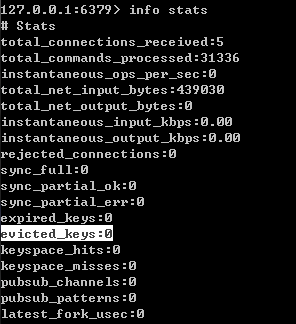 127.0.0.1:6379> info stats
# Stats
total_connections_received:5
total_commands_processed:31336
instantaneous_ops_per_sec:0
total_net_input_bytes:439030
total_net_output_bytes:0
instantaneous_input_kbps:0.00
instantaneous_output_kbps:0.00
rejected_connections:0
sync_full:0
sync_partial_ok:0
sync_partial_err:0
expired_keys:0
evicted_keys:0
keyspace_hits:0
keyspace_misses:0
pubsub_channels:0
pubsub_patterns:0
latest_fork_usec:0